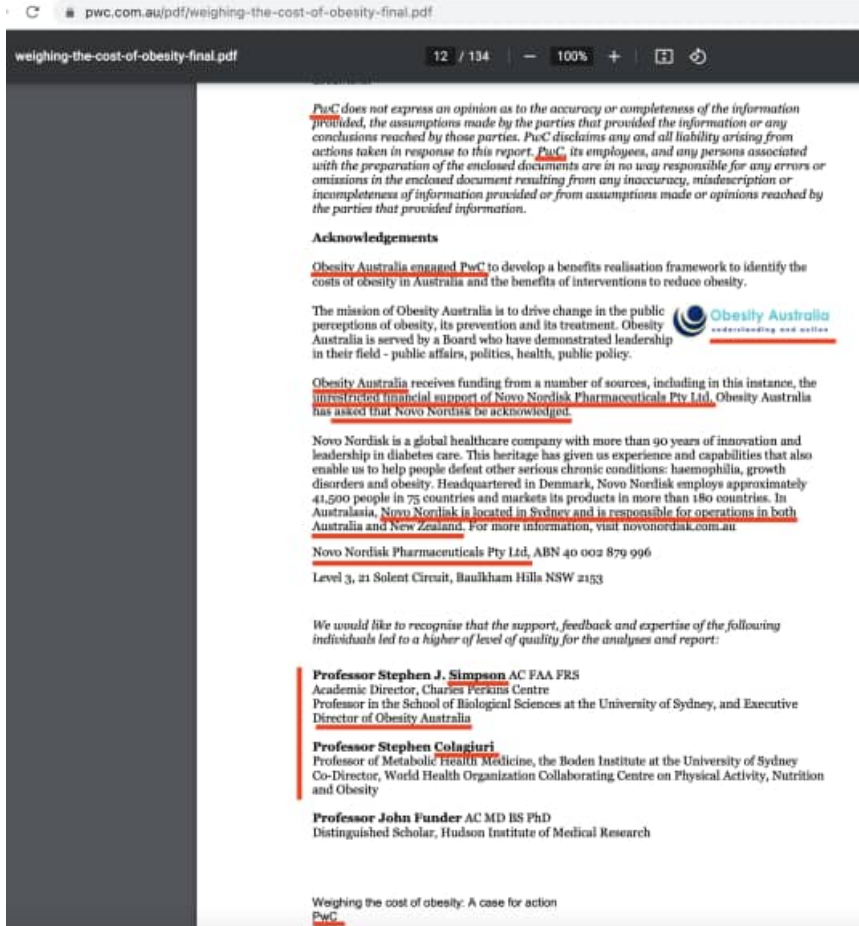 pwc.com.au/pdf/weighing-the-cost-of-obesity-final.pdf
weighing-the-cost-of-obesity-final.pdf
12 / 134
100%
PwC does not express an opinion as to the accuracy or completeness of the information
provided, the assumptions made by the parties that provided the information or any
conclusions reached by those parties. PwC disclaims any and all liability arising from
actions taken in response to this report. PwC, its employees, and any persons associated
with the preparation of the enclosed documents are in no way responsible for any errors or
omissions in the enclosed document resulting from any inaccuracy, misdescription or
incompleteness of information provided or from assumptions made or opinions reached by
the parties that provided information.
Acknowledgements
Obesity Australia engaged PwC to develop a benefits realisation framework to identify the
costs of obesity in Australia and the benefits of interventions to reduce obesity.
The mission of Obesity Australia is to drive change in the public
perceptions of obesity, its prevention and its treatment. Obesity
Australia is served by a Board who have demonstrated leadership
in their field - public affairs, politics, health, public policy.
Obesity Australia
understanding and action
Obesity Australia receives funding from a number of sources, including in this instance, the
unrestricted financial support of Novo Nordisk Pharmaceuticals Pty Ltd. Obesity Australia
has asked that Novo Nordisk be acknowledged.
Novo Nordisk is a global healthcare company with more than 90 years of innovation and
leadership in diabetes care. This heritage has given us experience and capabilities that also
enable us to help people defeat other serious chronic conditions: haemophilia, growth
disorders and obesity. Headquartered in Denmark, Novo Nordisk employs approximately
41,500 people in 75 countries and markets its products in more than 180 countries. In
Australasia, Novo Nordisk is located in Sydney and is responsible for operations in both
Australia and New Zealand. For more information, visit novonordisk.com.au
Novo Nordisk Pharmaceuticals Pty Ltd, ABN 40 002 879 996
Level 3, 21 Solent Circuit, Baulkham Hills NSW 2153
We would like to recognise that the support, feedback and expertise of the following
individuals led to a higher of level of quality for the analyses and report:
Professor Stephen J. Simpson AC FAA FRS
Academic Director, Charles Perkins Centre
Professor in the School of Biological Sciences at the University of Sydney, and Executive
Director of Obesity Australia
Professor Stephen Colagiuri
Professor of Metabolic Health Medicine, the Boden Institute at the University of Sydney
Co-Director, World Health Organization Collaborating Centre on Physical Activity, Nutrition
and Obesity
Professor John Funder AC MD BS PhD
Distinguished Scholar, Hudson Institute of Medical Research
Weighing the cost of obesity: A case for action
PwC